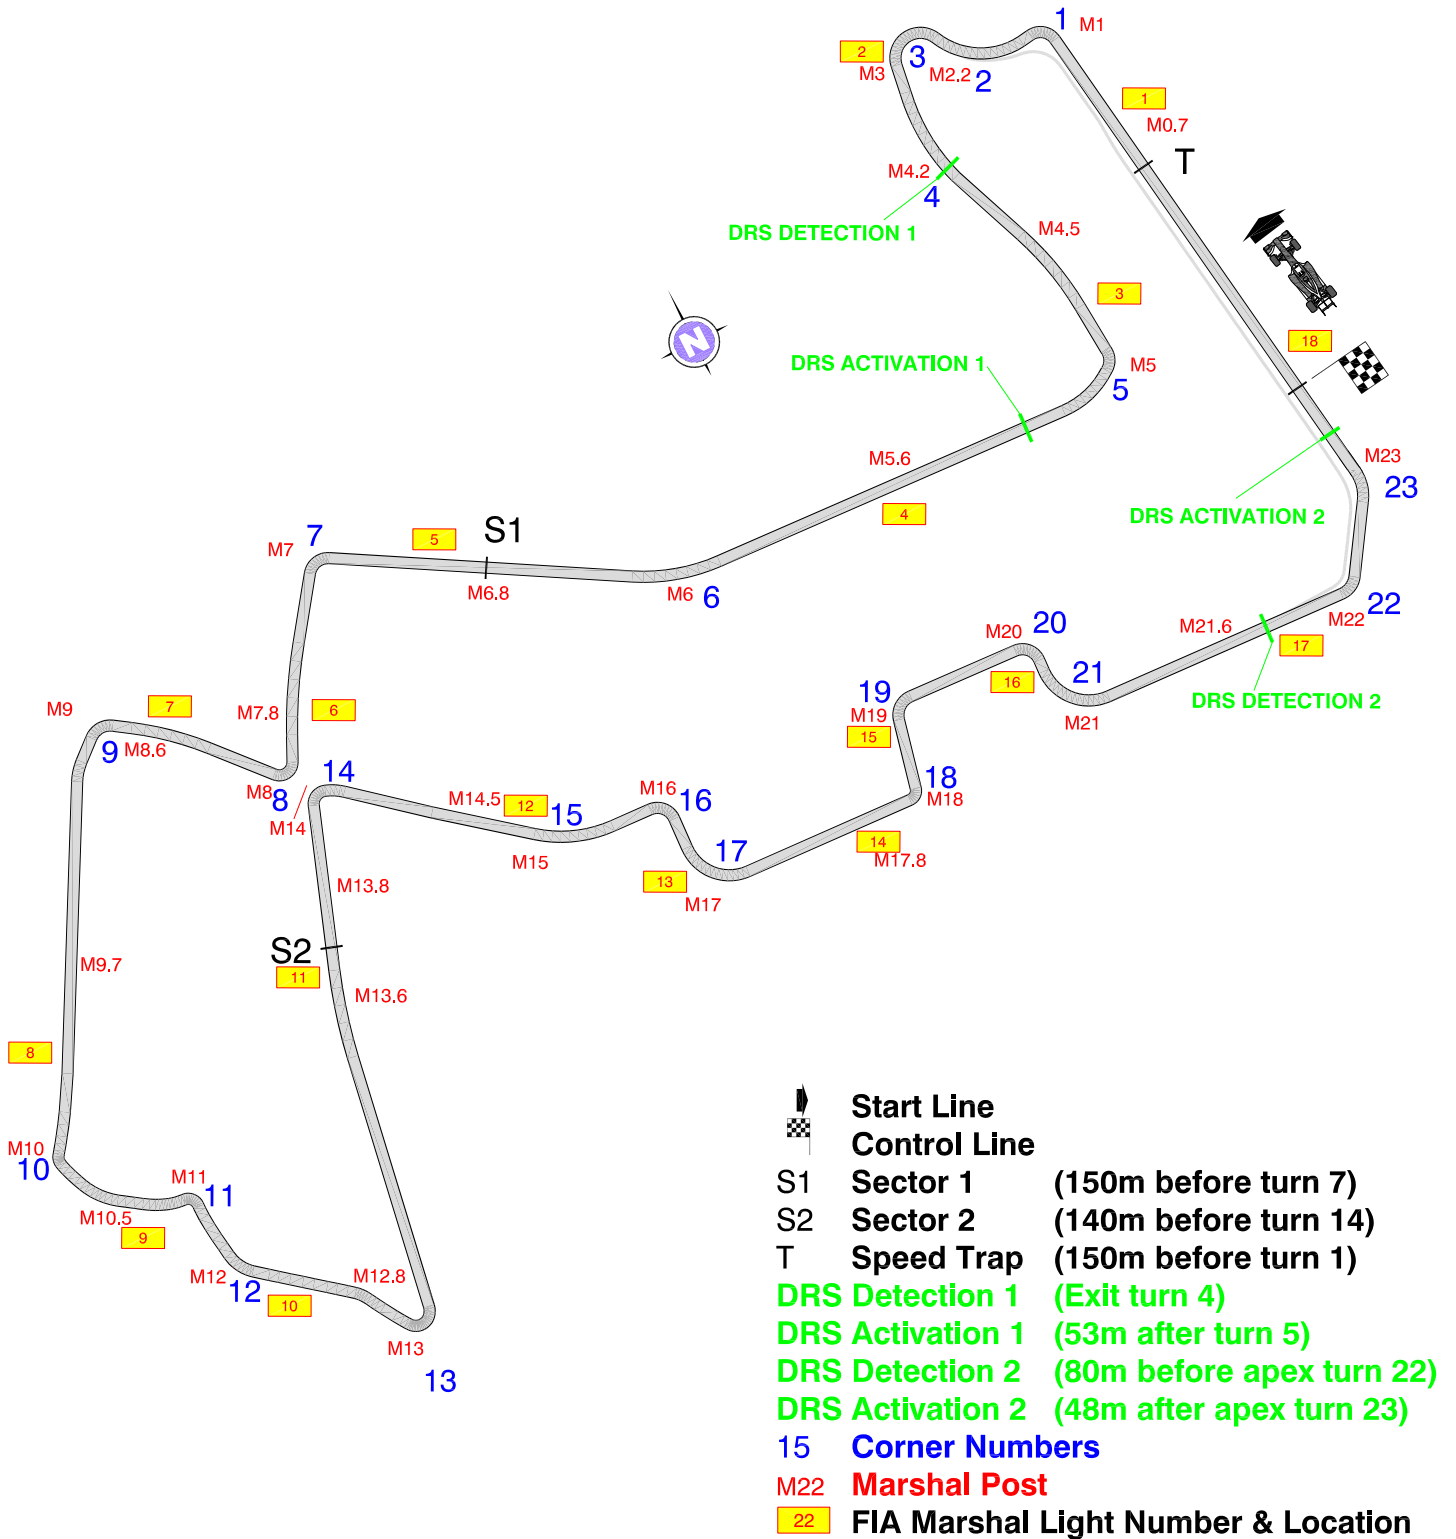 1
M1
2
3
M2.2
2
M3
1
M0.7
T
M4.2
4
DRS DETECTION 1
M4.5
3
18
N
DRS ACTIVATION 1
M5
5
M5.6
M23
23
4
DRS ACTIVATION 2
7
5
S1
M7
M6.8
M6
6
22
M22
20
M20
M21.6
17
19
16
21
DRS DETECTION 2
M9
7
M7.8
6
M19
15
M21
9
M8.6
M8
8
14
M14
M14.5
12
15
M16
16
18
M18
M15
17
14
M17.8
13
M17
M13.8
S2
11
M9.7
M13.6
8
M10
10
M11
11
M10.5
9
M12
12
M12.8
10
M13
13
Start Line
Control Line
S1 Sector 1 (150m before turn 7)
S2 Sector 2 (140m before turn 14)
T Speed Trap (150m before turn 1)
DRS Detection 1 (Exit turn 4)
DRS Activation 1 (53m after turn 5)
DRS Detection 2 (80m before apex turn 22)
DRS Activation 2 (48m after apex turn 23)
15 Corner Numbers
M22 Marshal Post
22 FIA Marshal Light Number & Location